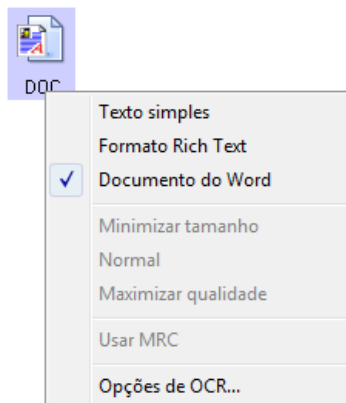 DOC
Texto simples
Formato Rich Text
Documento do Word
Minimizar tamanho
Normal
Maximizar qualidade
Usar MRC
Opções de OCR...